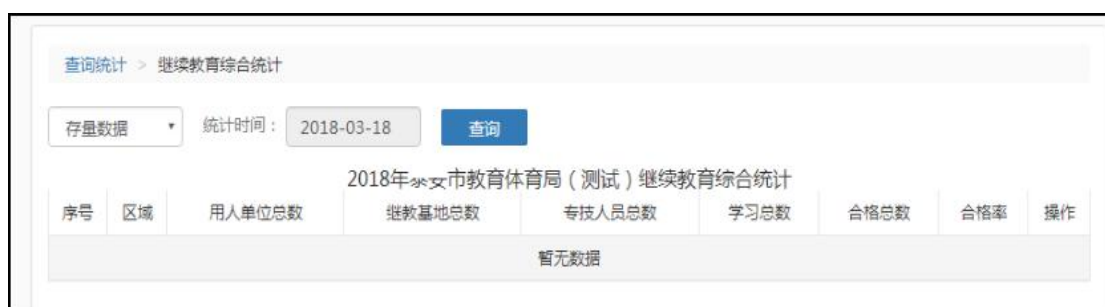 查询统计 > 继续教育综合统计
存量数据 统计时间： 2018-03-18 查询
2018年泰安市教育体育局（测试）继续教育综合统计
序号 区域 用人单位总数 继教基地总数 专技人员总数 学习总数 合格总数 合格率 操作
暂无数据